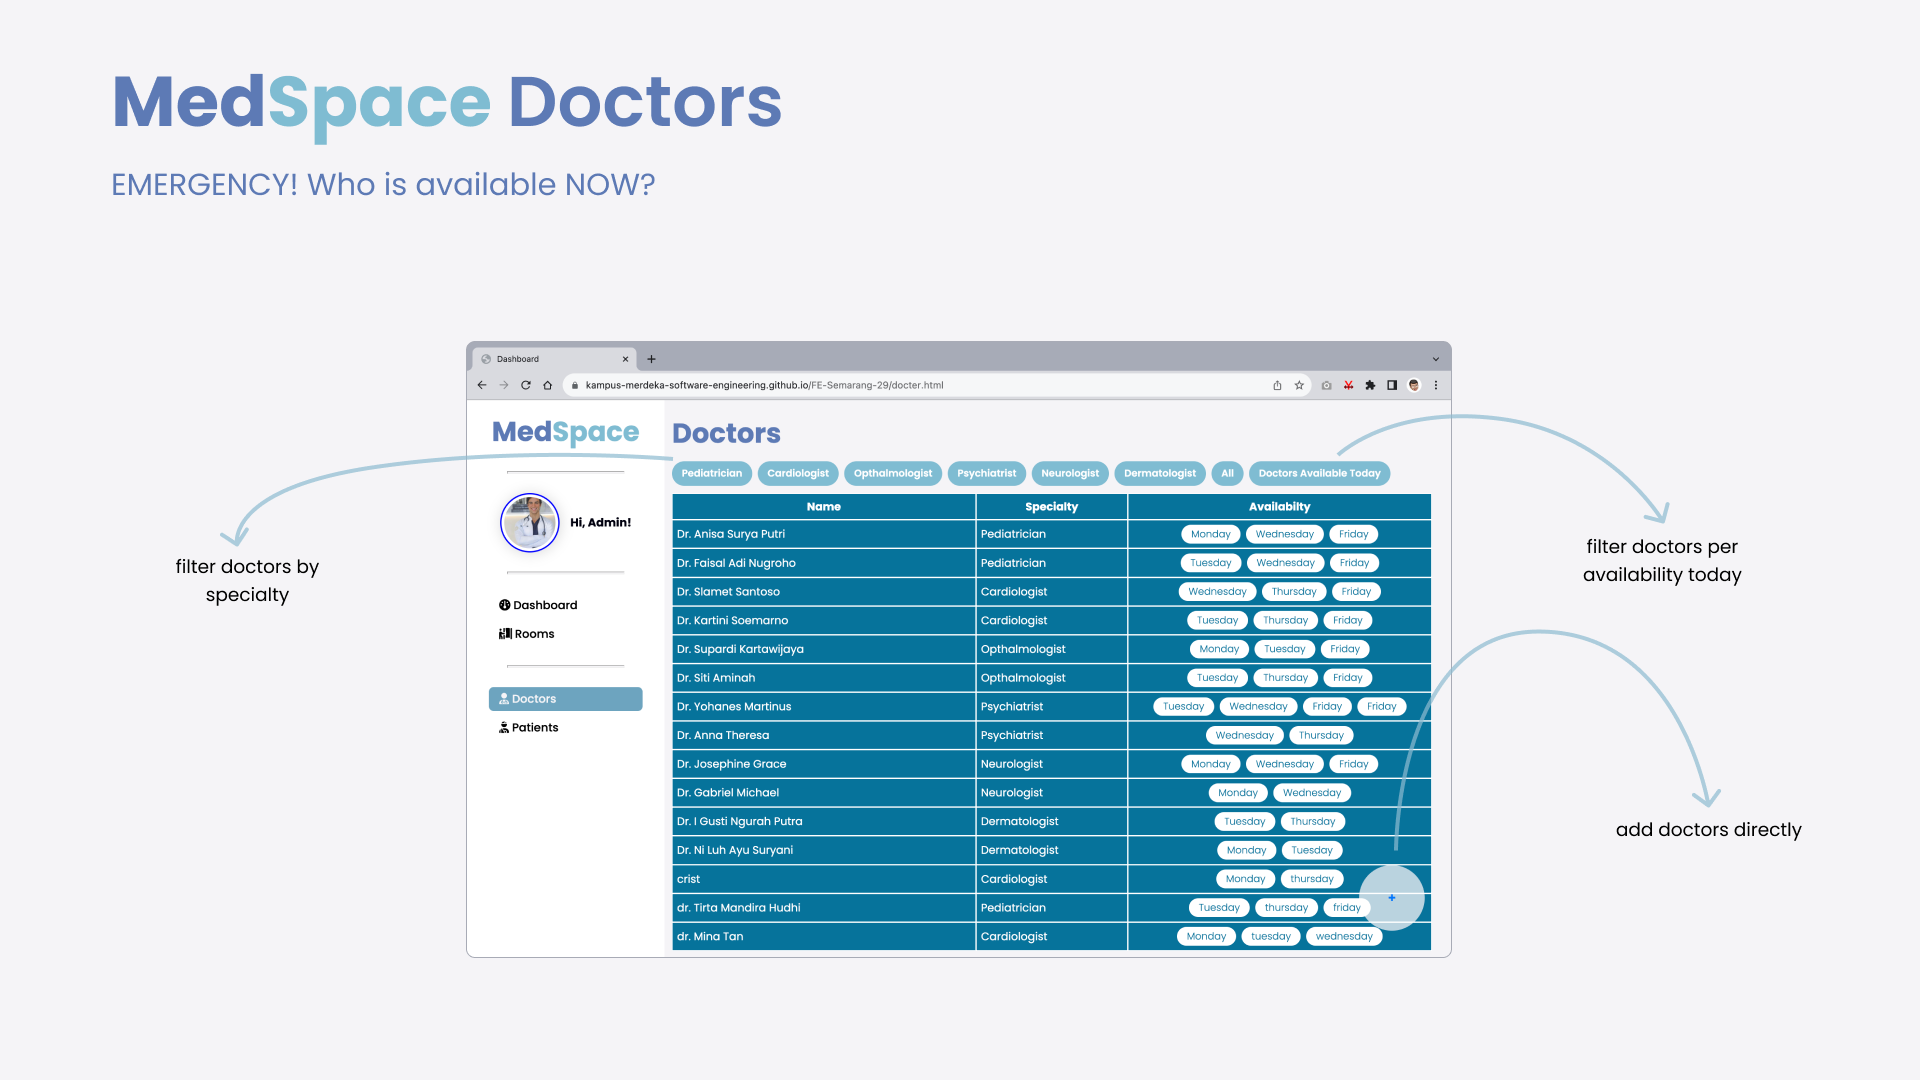 MedSpace Doctors
EMERGENCY! Who is available NOW?
Dashboard
kampus-merdeka-software-engineering.github.io/FE-Semarang-29/docter.html
MedSpace
Hi, Admin!
Dashboard
Rooms
Doctors
Patients
Doctors
Pediatrician Cardiologist Opthalmologist Psychiatrist Neurologist Dermatologist All Doctors Available Today
Name Specialty Availabilty
Dr. Anisa Surya Putri Pediatrician Monday Wednesday Friday
Dr. Faisal Adi Nugroho Pediatrician Tuesday Wednesday Friday
Dr. Slamet Santoso Cardiologist Wednesday Thursday Friday
Dr. Kartini Soemarno Cardiologist Tuesday Thursday Friday
Dr. Supardi Kartawijaya Opthalmologist Monday Tuesday Friday
Dr. Siti Aminah Opthalmologist Tuesday Thursday Friday
Dr. Yohanes Martinus Psychiatrist Tuesday Wednesday Friday Friday
Dr. Anna Theresa Psychiatrist Wednesday Thursday
Dr. Josephine Grace Neurologist Monday Wednesday Friday
Dr. Gabriel Michael Neurologist Monday Wednesday
Dr. I Gusti Ngurah Putra Dermatologist Tuesday Thursday
Dr. Ni Luh Ayu Suryani Dermatologist Monday Tuesday
crist Cardiologist Monday thursday
dr. Tirta Mandira Hudhi Pediatrician Tuesday thursday friday
dr. Mina Tan Cardiologist Monday tuesday wednesday
+
filter doctors by
specialty
filter doctors per
availability today
add doctors directly